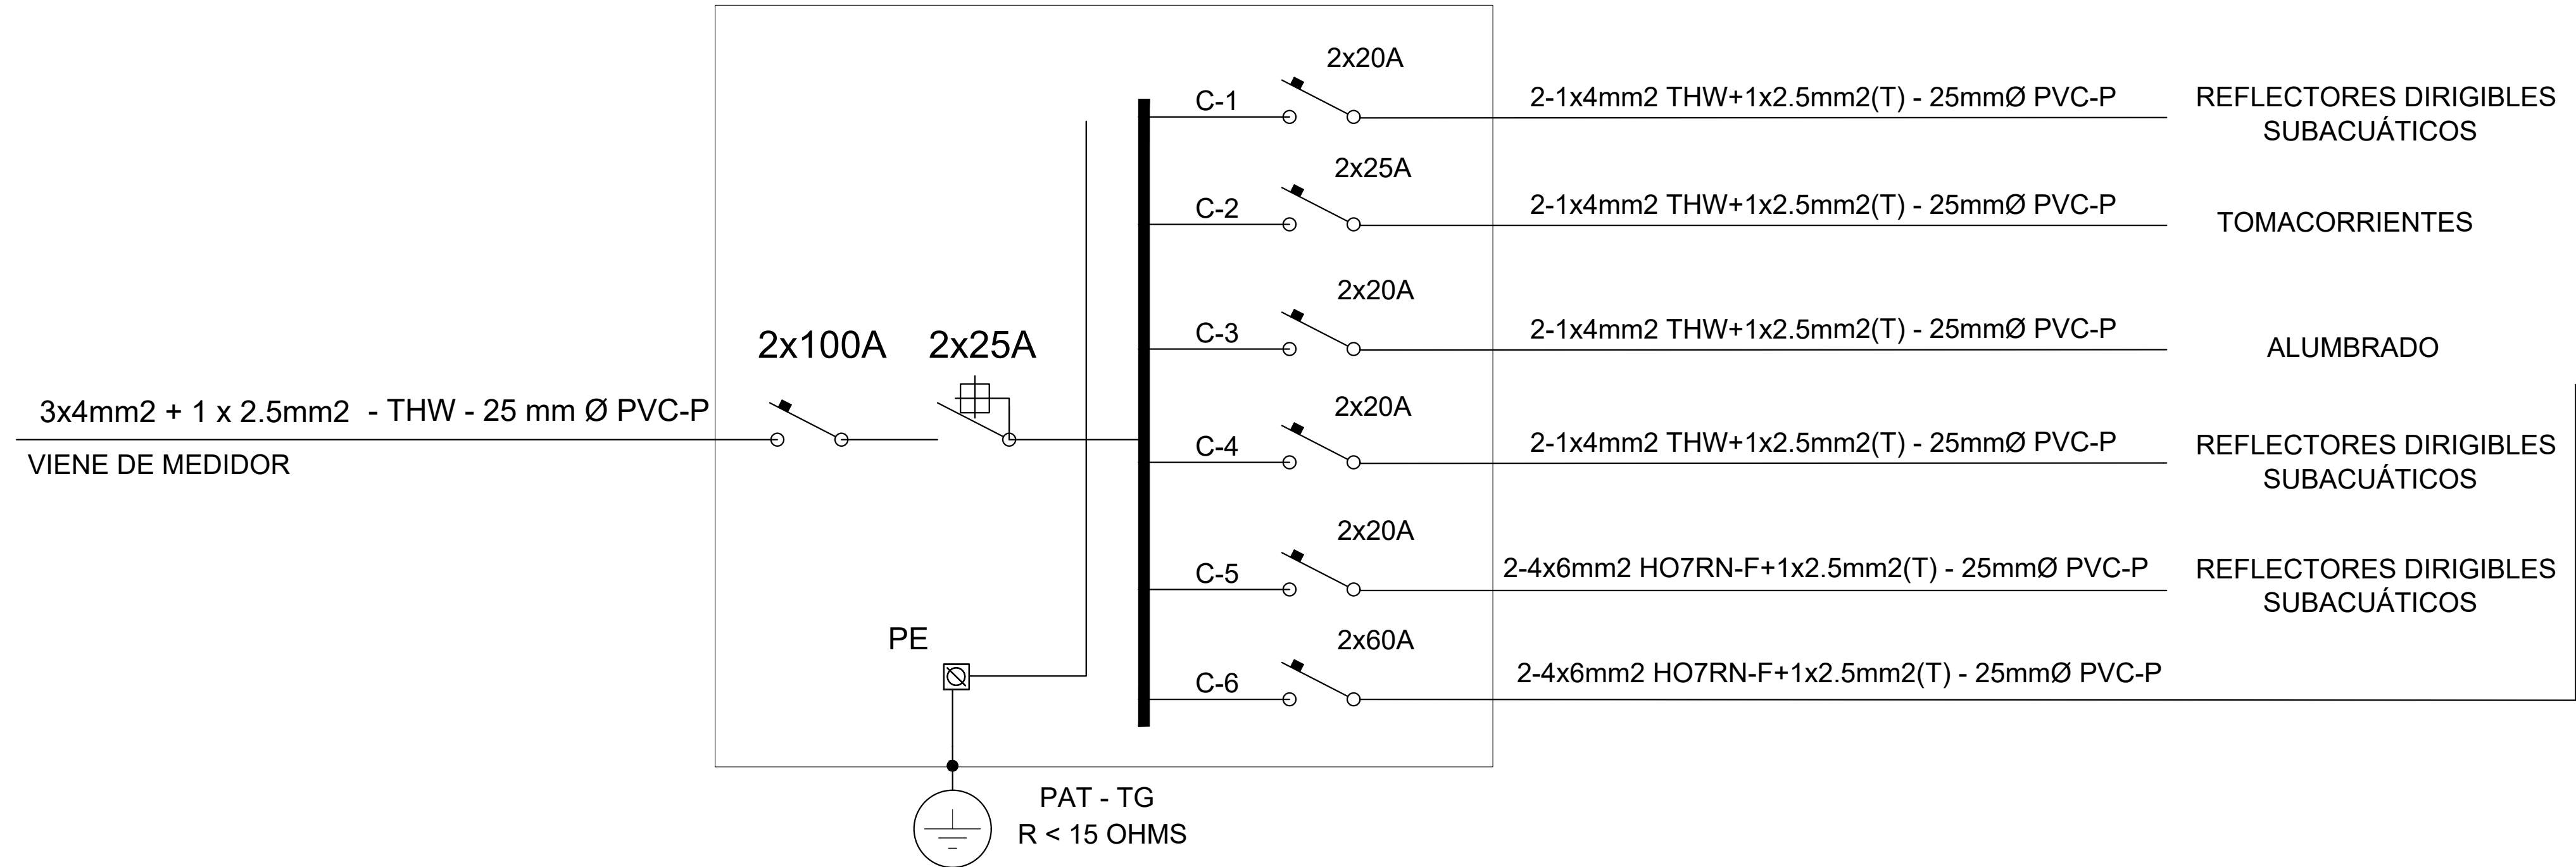 2x20A
C-1
2-1x4mm2 THW+1x2.5mm2(T) - 25mmØ PVC-P
REFLECTORES DIRIGIBLES
SUBACUÁTICOS
2x25A
C-2
2-1x4mm2 THW+1x2.5mm2(T) - 25mmØ PVC-P
TOMACORRIENTES
2x20A
C-3
2-1x4mm2 THW+1x2.5mm2(T) - 25mmØ PVC-P
ALUMBRADO
2x100A
2x25A
3x4mm2 + 1 x 2.5mm2 - THW - 25 mm Ø PVC-P
VIENE DE MEDIDOR
2x20A
C-4
2-1x4mm2 THW+1x2.5mm2(T) - 25mmØ PVC-P
REFLECTORES DIRIGIBLES
SUBACUÁTICOS
2x20A
C-5
2-4x6mm2 HO7RN-F+1x2.5mm2(T) - 25mmØ PVC-P
REFLECTORES DIRIGIBLES
SUBACUÁTICOS
PE
2x60A
C-6
2-4x6mm2 HO7RN-F+1x2.5mm2(T) - 25mmØ PVC-P
PAT - TG
R < 15 OHMS